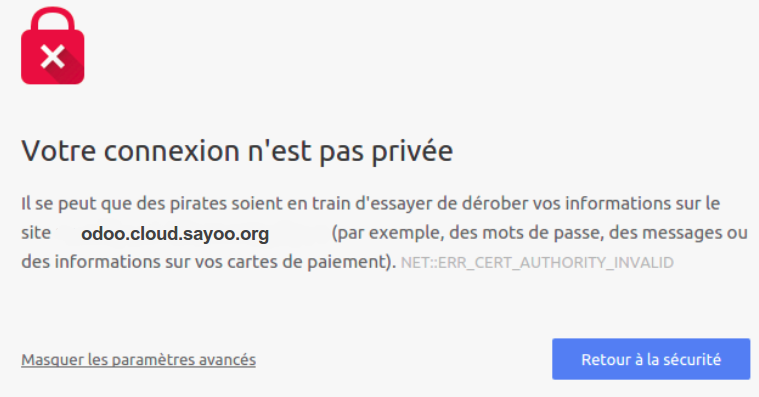 Votre connexion n'est pas privée
Il se peut que des pirates soient en train d'essayer de dérober vos informations sur le
site odoo.cloud.sayoo.org (par exemple, des mots de passe, des messages ou
des informations sur vos cartes de paiement). NET::ERR_CERT_AUTHORITY_INVALID
Masquer les paramètres avancés
Retour à la sécurité